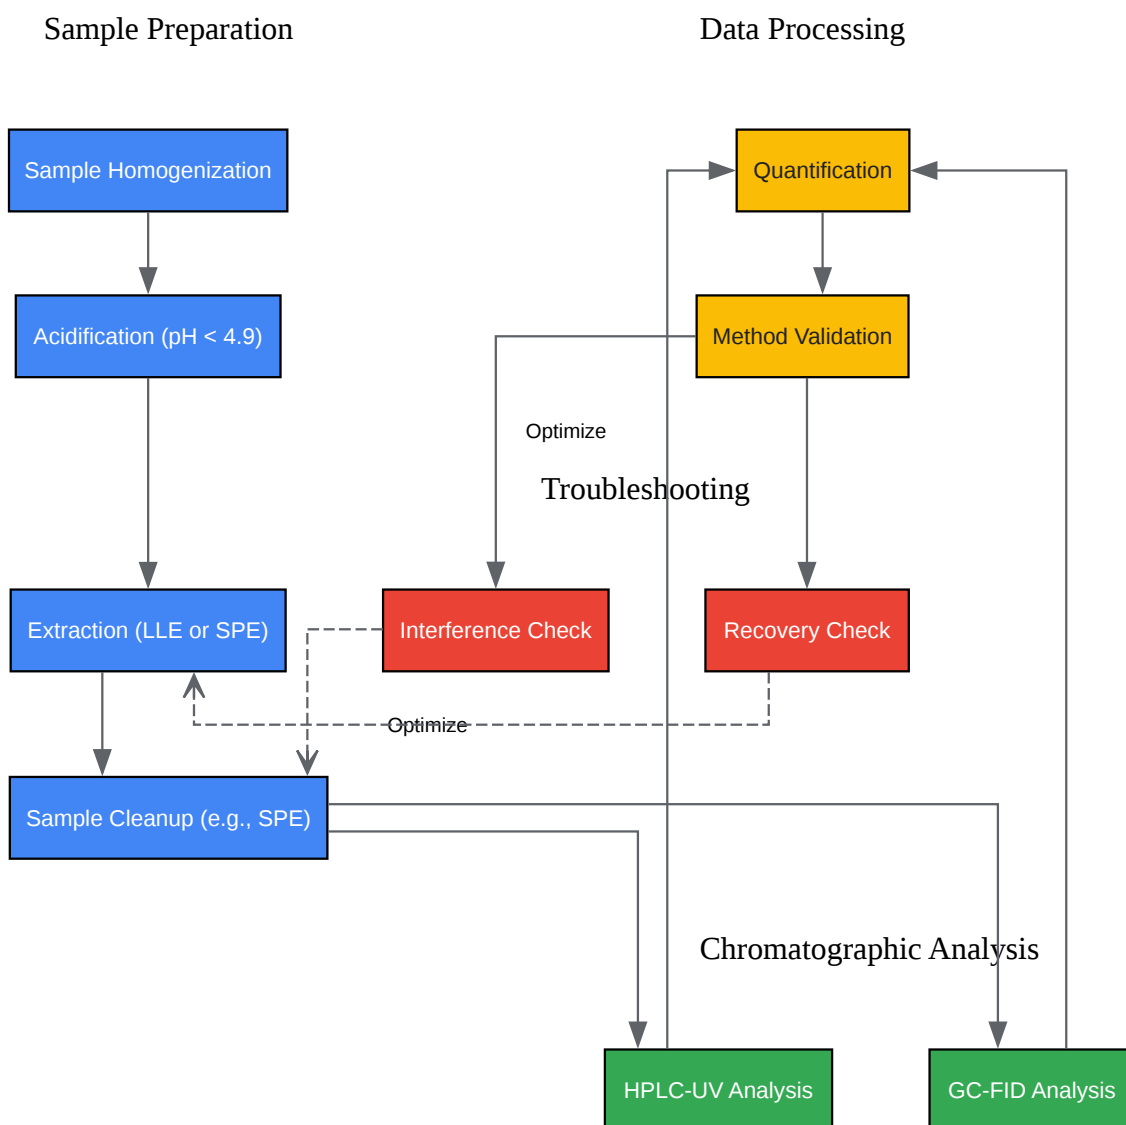 Sample Preparation
Data Processing
Sample Homogenization
Quantification
Acidification (pH < 4.9)
Method Validation
Optimize
Troubleshooting
Extraction (LLE or SPE)
Interference Check
Recovery Check
Optimize
Sample Cleanup (e.g., SPE)
Chromatographic Analysis
HPLC-UV Analysis
GC-FID Analysis